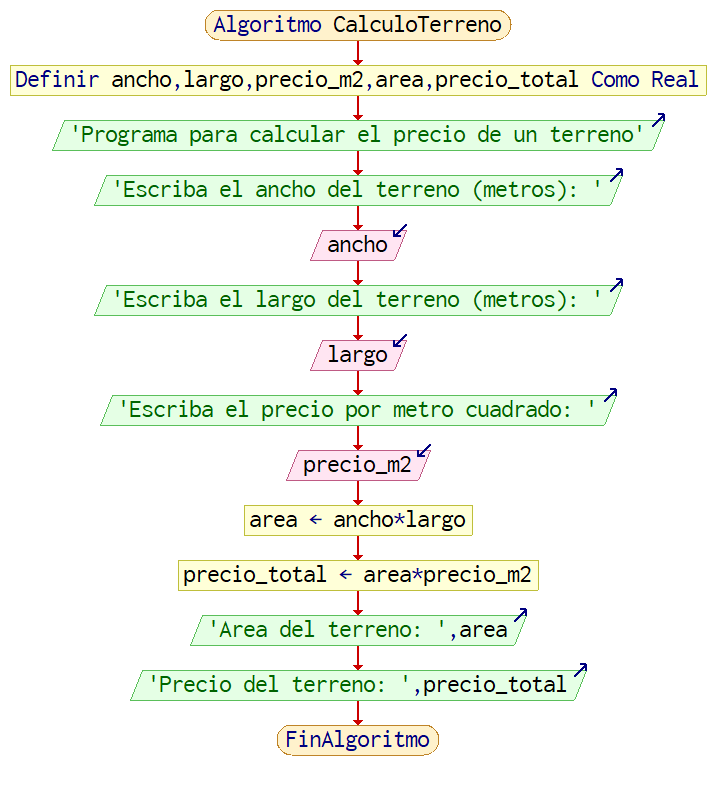 Algoritmo CalculoTerreno
Definir ancho,largo,precio_m2,area,precio_total Como Real
'Programa para calcular el precio de un terreno'
'Escriba el ancho del terreno (metros): '
ancho
'Escriba el largo del terreno (metros): '
largo
'Escriba el precio por metro cuadrado: '
precio_m2
area ← ancho*largo
precio_total ← area*precio_m2
'Area del terreno: ',area
'Precio del terreno: ',precio_total
FinAlgoritmo